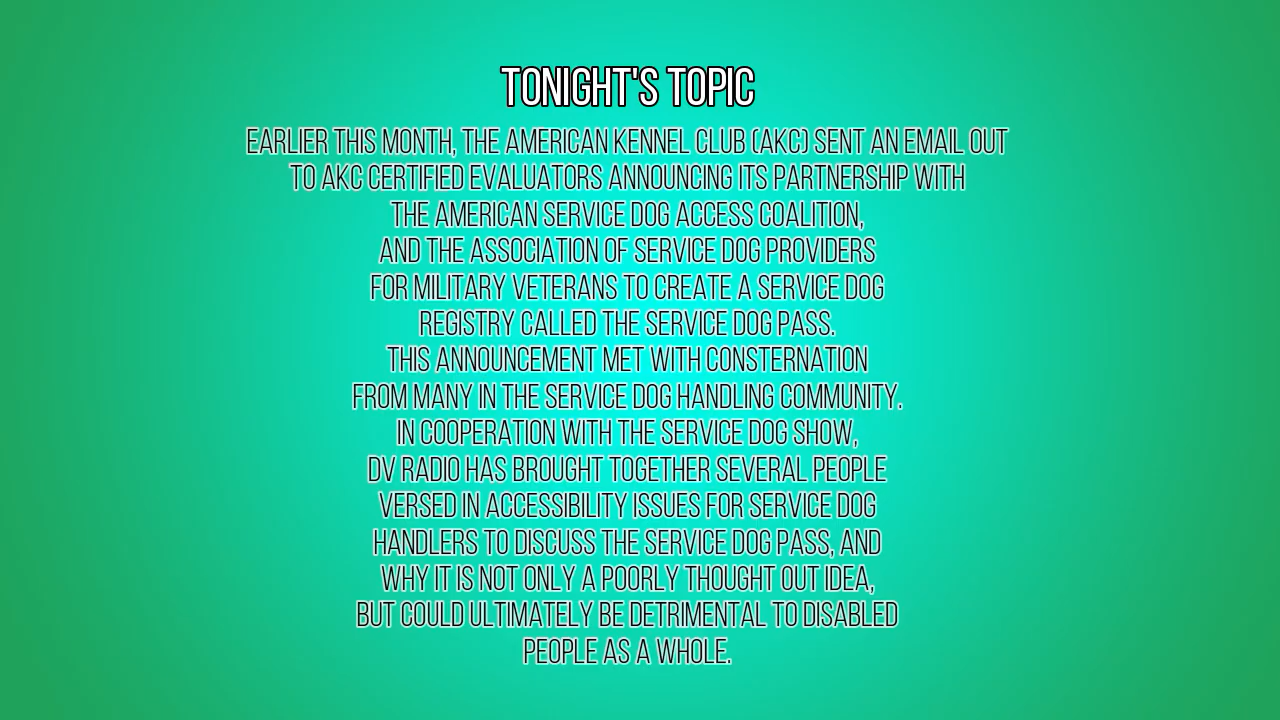 TONIGHT'S TOPIC
EARLIER THIS MONTH, THE AMERICAN KENNEL CLUB (AKC) SENT AN EMAIL OUT
TO AKC CERTIFIED EVALUATORS ANNOUNCING ITS PARTNERSHIP WITH
THE AMERICAN SERVICE DOG ACCESS COALITION,
AND THE ASSOCIATION OF SERVICE DOG PROVIDERS
FOR MILITARY VETERANS TO CREATE A SERVICE DOG
REGISTRY CALLED THE SERVICE DOG PASS.
THIS ANNOUNCEMENT MET WITH CONSTERNATION
FROM MANY IN THE SERVICE DOG HANDLING COMMUNITY.
IN COOPERATION WITH THE SERVICE DOG SHOW,
DV RADIO HAS BROUGHT TOGETHER SEVERAL PEOPLE
VERSED IN ACCESSIBILITY ISSUES FOR SERVICE DOG
HANDLERS TO DISCUSS THE SERVICE DOG PASS, AND
WHY IT IS NOT ONLY A POORLY THOUGHT OUT IDEA,
BUT COULD ULTIMATELY BE DETRIMENTAL TO DISABLED
PEOPLE AS A WHOLE.